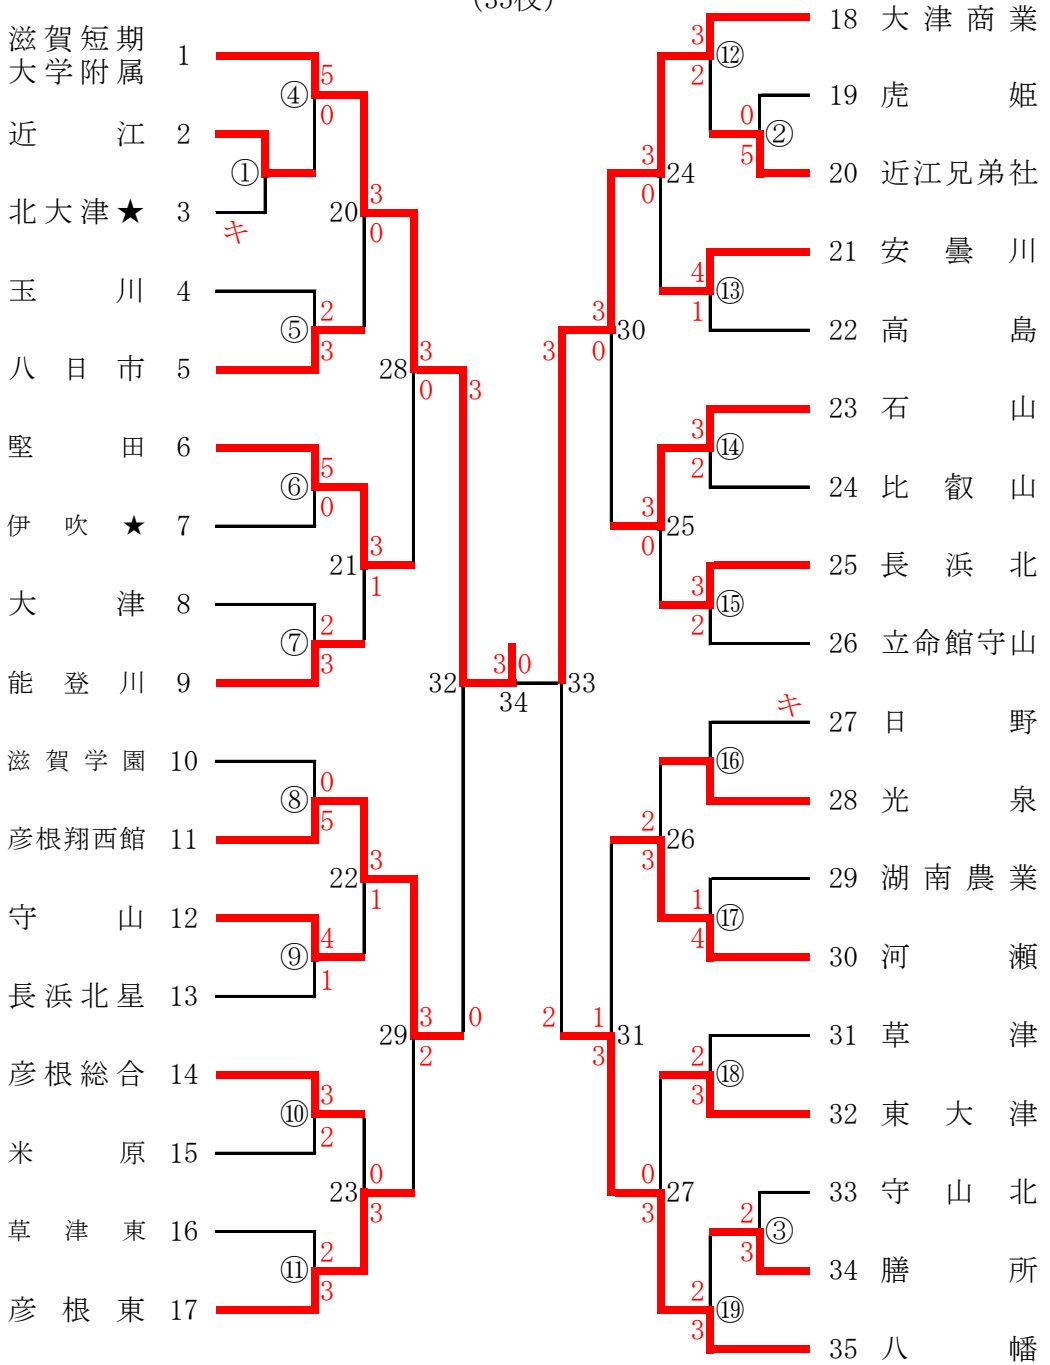 (35校)
滋賀短期
大学附属 1
近江 2
北大津★ 3
キ
玉川 4
八日市 5
堅田 6
伊吹★ 7
大津 8
能登川 9
滋賀学園 10
彦根翔西館 11
守山 12
長浜北星 13
彦根総合 14
米原 15
草津東 16
彦根東 17
① 
④ 5 0
⑤ 2 3
⑥ 5 0
⑦ 2 3
⑧ 0 5
⑨ 4 1
⑩ 3 2
⑪ 2 3
20 3 0
21 3 1
22 3 1
23 0 3
28 3 0
29 3 2
32 3 0
34 3 0
33 3 2
30 3 0
31 1 3
24 3 0
25 3 0
26 2 3
27 0 3
⑫ 3 2
② 0 5
⑬ 4 1
⑭ 3 2
⑮ 3 2
⑯
⑰ 1 4
⑱ 2 3
③ 2 3
⑲ 2 3
18 大津商業
19 虎姫
20 近江兄弟社
21 安曇川
22 高島
23 石山
24 比叡山
25 長浜北
26 立命館守山
キ
27 日野
28 光泉
29 湖南農業
30 河瀬
31 草津
32 東大津
33 守山北
34 膳所
35 八幡